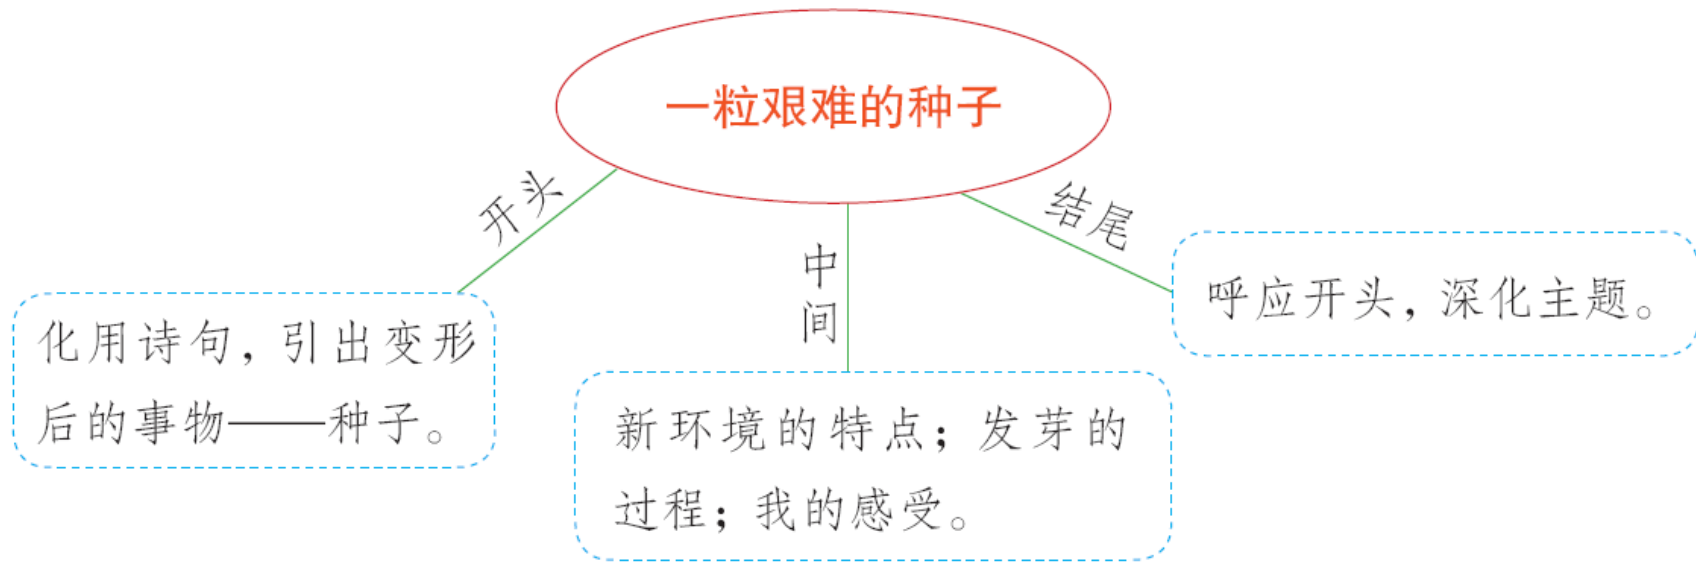 一粒艰难的种子
开头
化用诗句，引出变形
后的事物——种子。
中间
新环境的特点；发芽的
过程；我的感受。
结尾
呼应开头，深化主题。